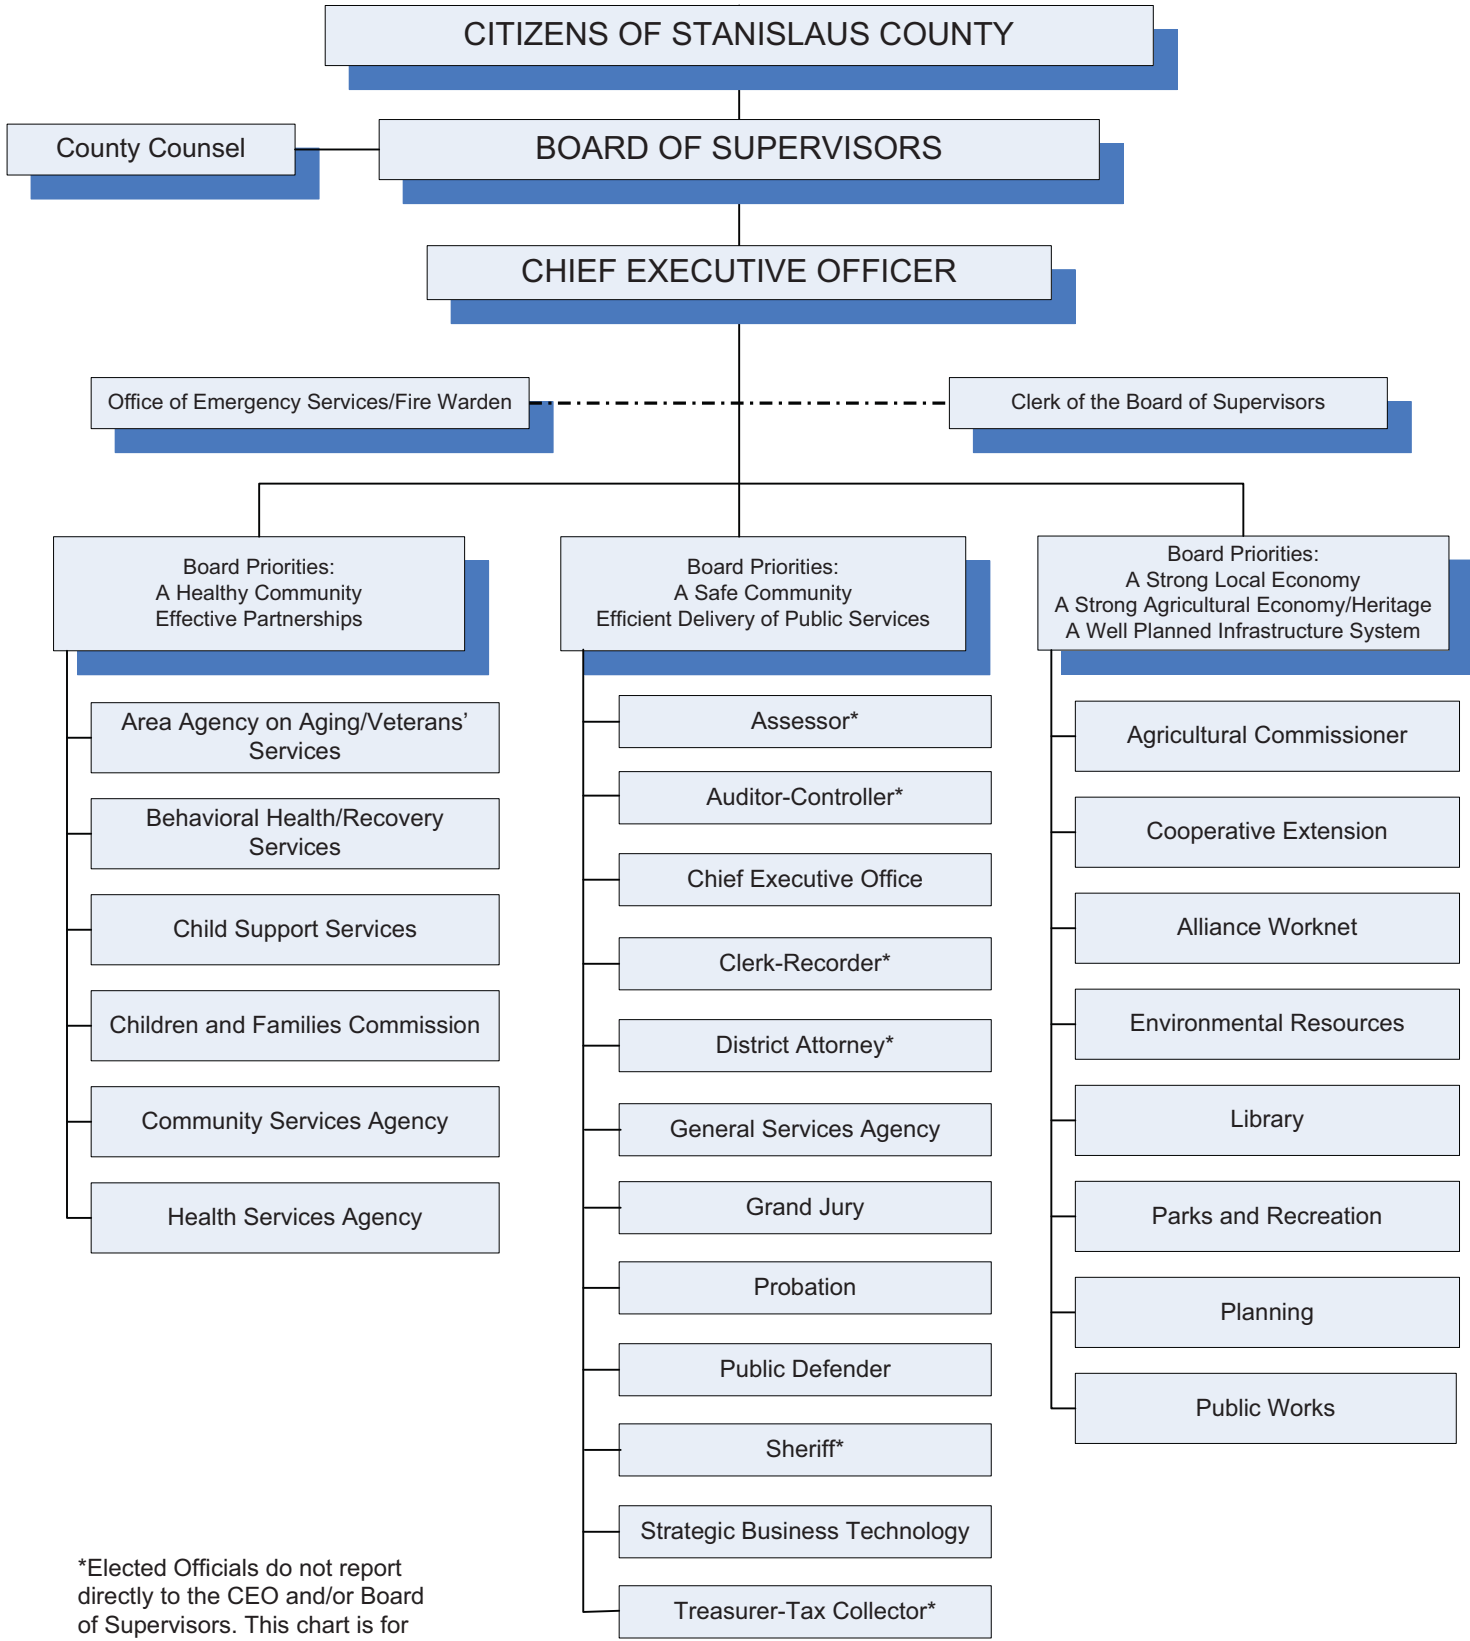 CITIZENS OF STANISLAUS COUNTY
County Counsel
BOARD OF SUPERVISORS
CHIEF EXECUTIVE OFFICER
Office of Emergency Services/Fire Warden
Clerk of the Board of Supervisors
Board Priorities:
A Healthy Community
Effective Partnerships
Area Agency on Aging/Veterans’
Services
Behavioral Health/Recovery
Services
Child Support Services
Children and Families Commission
Community Services Agency
Health Services Agency
Board Priorities:
A Safe Community
Efficient Delivery of Public Services
Assessor*
Auditor-Controller*
Chief Executive Office
Clerk-Recorder*
District Attorney*
General Services Agency
Grand Jury
Probation
Public Defender
Sheriff*
Strategic Business Technology
Treasurer-Tax Collector*
Board Priorities:
A Strong Local Economy
A Strong Agricultural Economy/Heritage
A Well Planned Infrastructure System
Agricultural Commissioner
Cooperative Extension
Alliance Worknet
Environmental Resources
Library
Parks and Recreation
Planning
Public Works
*Elected Officials do not report
directly to the CEO and/or Board
of Supervisors. This chart is for